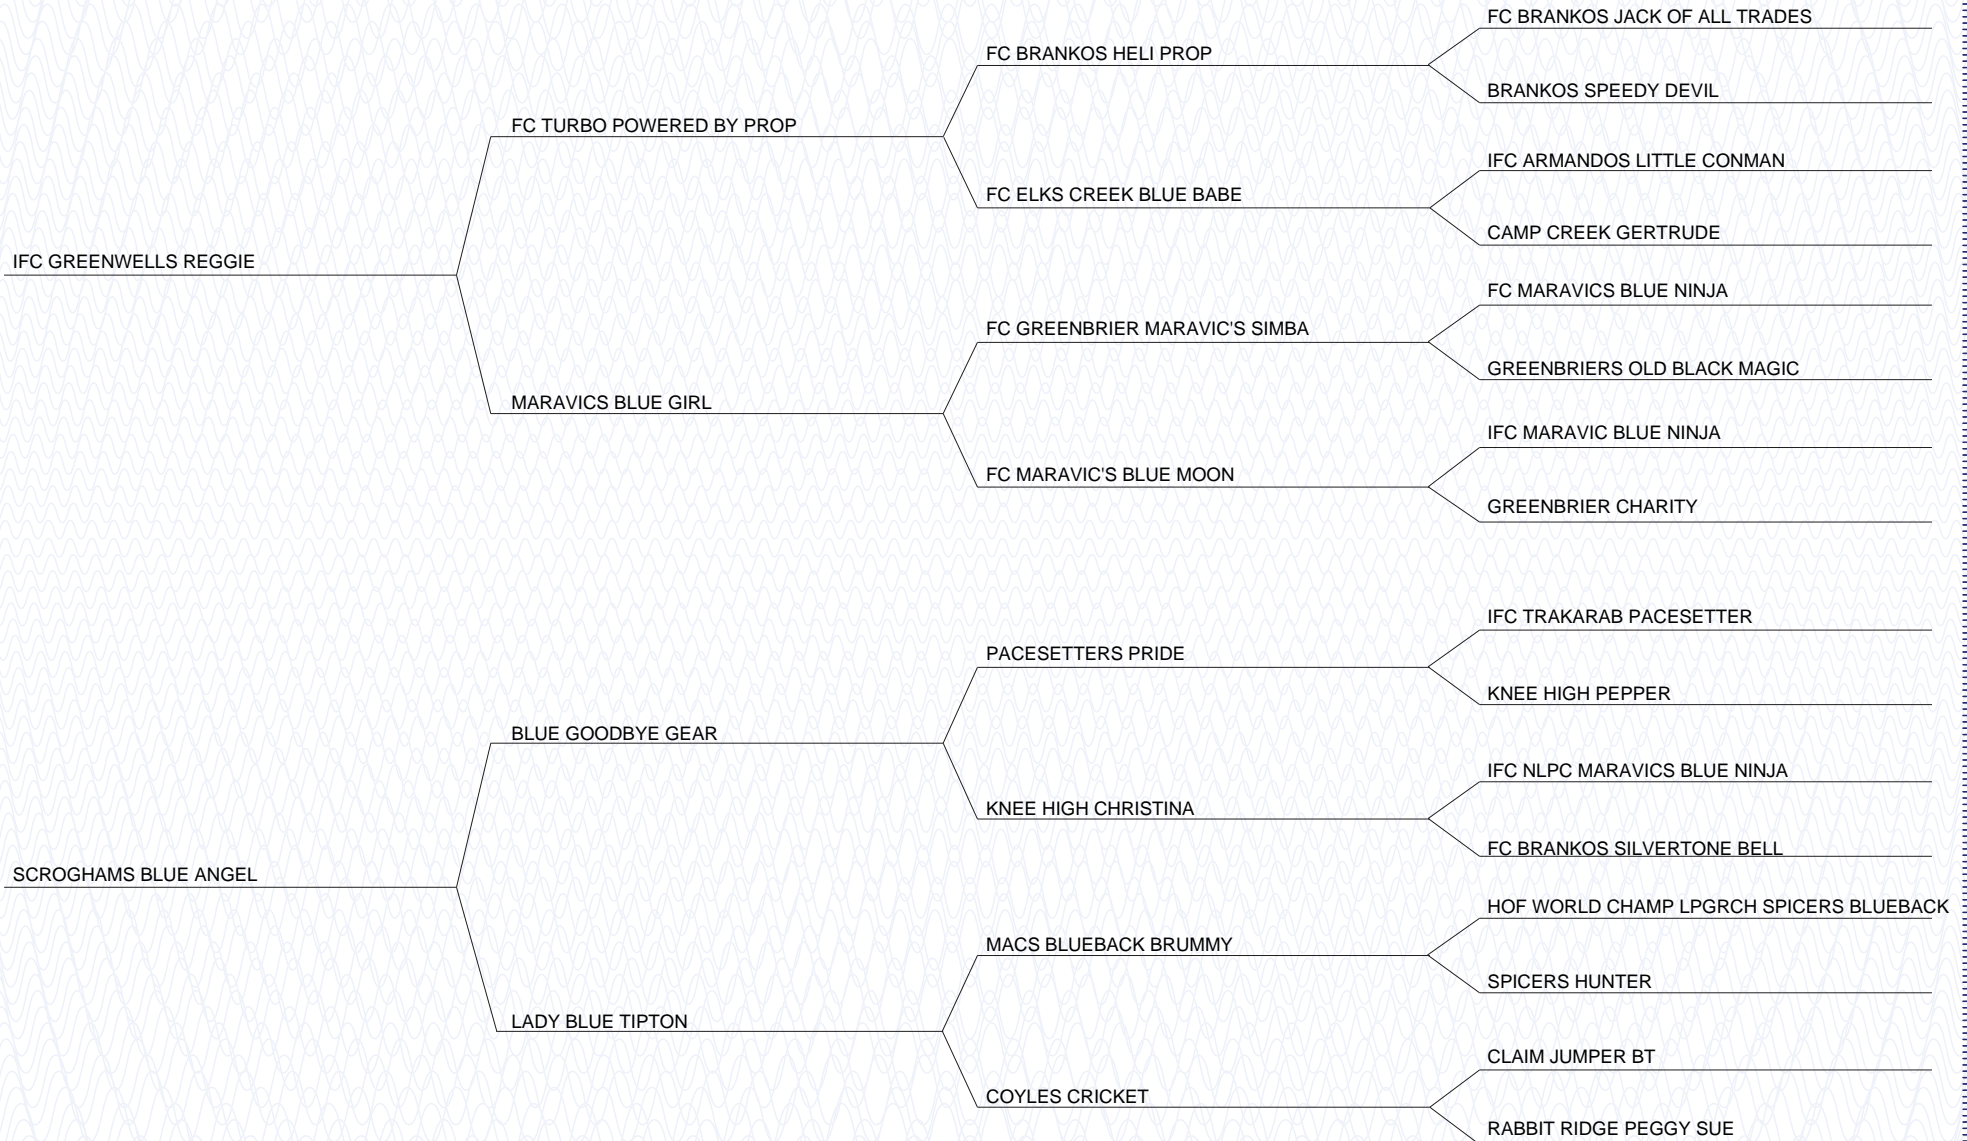 FC BRANKOS JACK OF ALL TRADES
FC BRANKOS HELI PROP
BRANKOS SPEEDY DEVIL
FC TURBO POWERED BY PROP
IFC ARMANDOS LITTLE CONMAN
FC ELKS CREEK BLUE BABE
CAMP CREEK GERTRUDE
IFC GREENWELLS REGGIE
FC MARAVICS BLUE NINJA
FC GREENBRIER MARAVIC'S SIMBA
GREENBRIERS OLD BLACK MAGIC
MARAVICS BLUE GIRL
IFC MARAVIC BLUE NINJA
FC MARAVIC'S BLUE MOON
GREENBRIER CHARITY
IFC TRAKARAB PACESETTER
PACESETTERS PRIDE
KNEE HIGH PEPPER
BLUE GOODBYE GEAR
IFC NLPC MARAVICS BLUE NINJA
KNEE HIGH CHRISTINA
FC BRANKOS SILVERTONE BELL
SCROGHAMS BLUE ANGEL
HOF WORLD CHAMP LPGRCH SPICERS BLUEBACK
MACS BLUEBACK BRUMMY
SPICERS HUNTER
LADY BLUE TIPTON
CLAIM JUMPER BT
COYLES CRICKET
RABBIT RIDGE PEGGY SUE